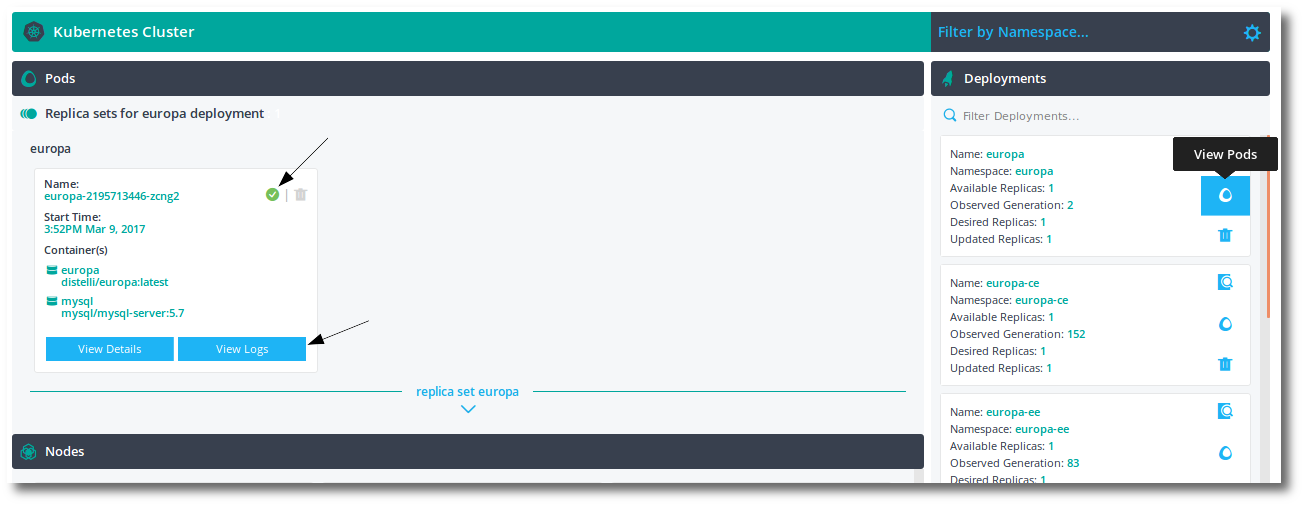 Kubernetes Cluster
Filter by Namespace...
Pods
Replica sets for europa deployment
europa
Name:
europa-2195713446-zcng2
Start Time:
3:52PM Mar 9, 2017
Container(s)
europa
distelli/europa:latest
mysql
mysql/mysql-server:5.7
View Details
View Logs
replica set europa
Nodes
Deployments
Filter Deployments...
View Pods
Name: europa
Namespace: europa
Available Replicas: 1
Observed Generation: 2
Desired Replicas: 1
Updated Replicas: 1
Name: europa-ce
Namespace: europa-ce
Available Replicas: 1
Observed Generation: 152
Desired Replicas: 1
Updated Replicas: 1
Name: europa-ee
Namespace: europa-ee
Available Replicas: 1
Observed Generation: 83
Desired Replicas: 1